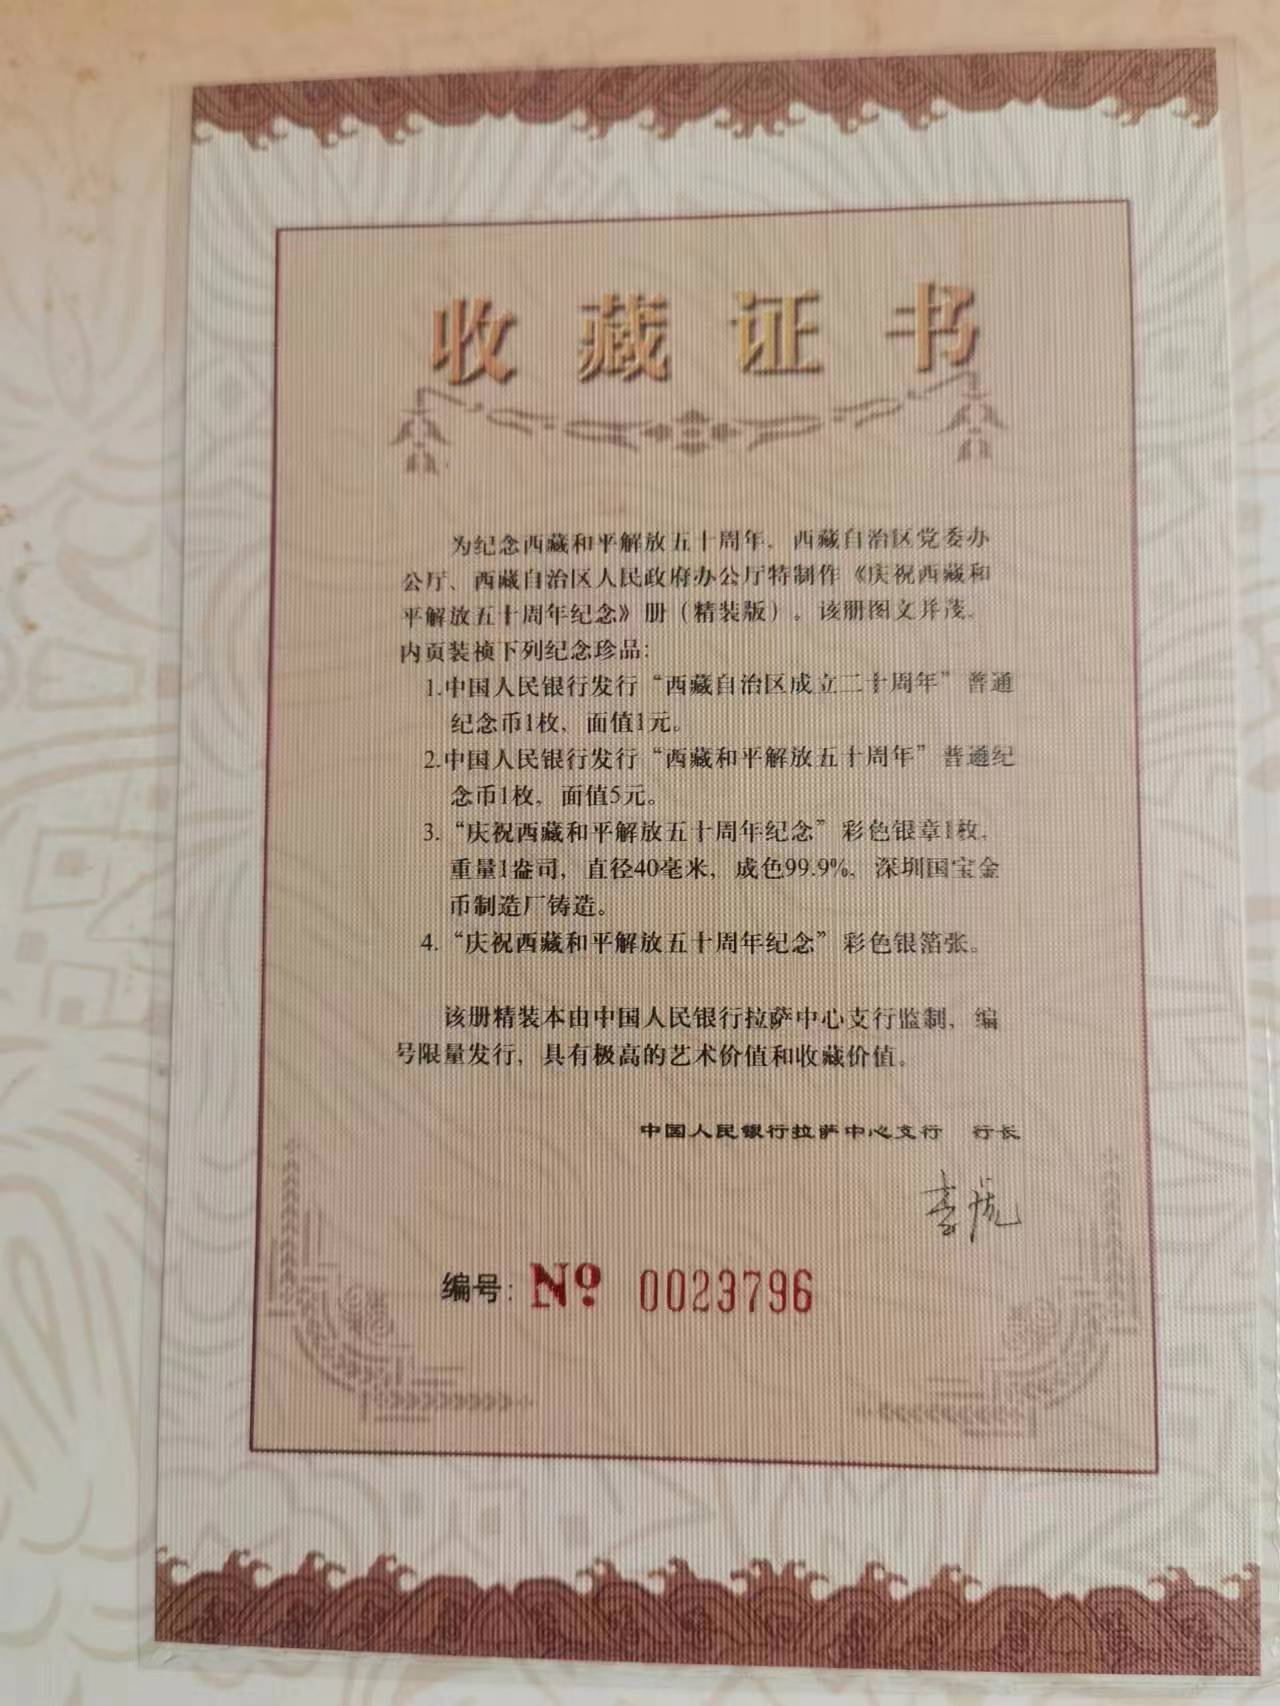 收藏证书
为纪念西藏和平解放五十周年，西藏自治区党委办
公厅、西藏自治区人民政府办公厅特制作《庆祝西藏和
平解放五十周年纪念》册（精装版）。该册图文并茂，
内页装祯下列纪念珍品：
1.中国人民银行发行“西藏自治区成立二十周年”普通
纪念币1枚，面值1元。
2.中国人民银行发行“西藏和平解放五十周年”普通纪
念币1枚，面值5元。
3.“庆祝西藏和平解放五十周年纪念”彩色银章1枚，
重量1盎司，直径40毫米，成色99.9%，深圳国宝金
币制造厂铸造。
4.“庆祝西藏和平解放五十周年纪念”彩色银箔张。
该册精装本由中国人民银行拉萨中心支行监制，编
号限量发行，具有极高的艺术价值和收藏价值。
中国人民银行拉萨中心支行 行长
编号：No 0023796